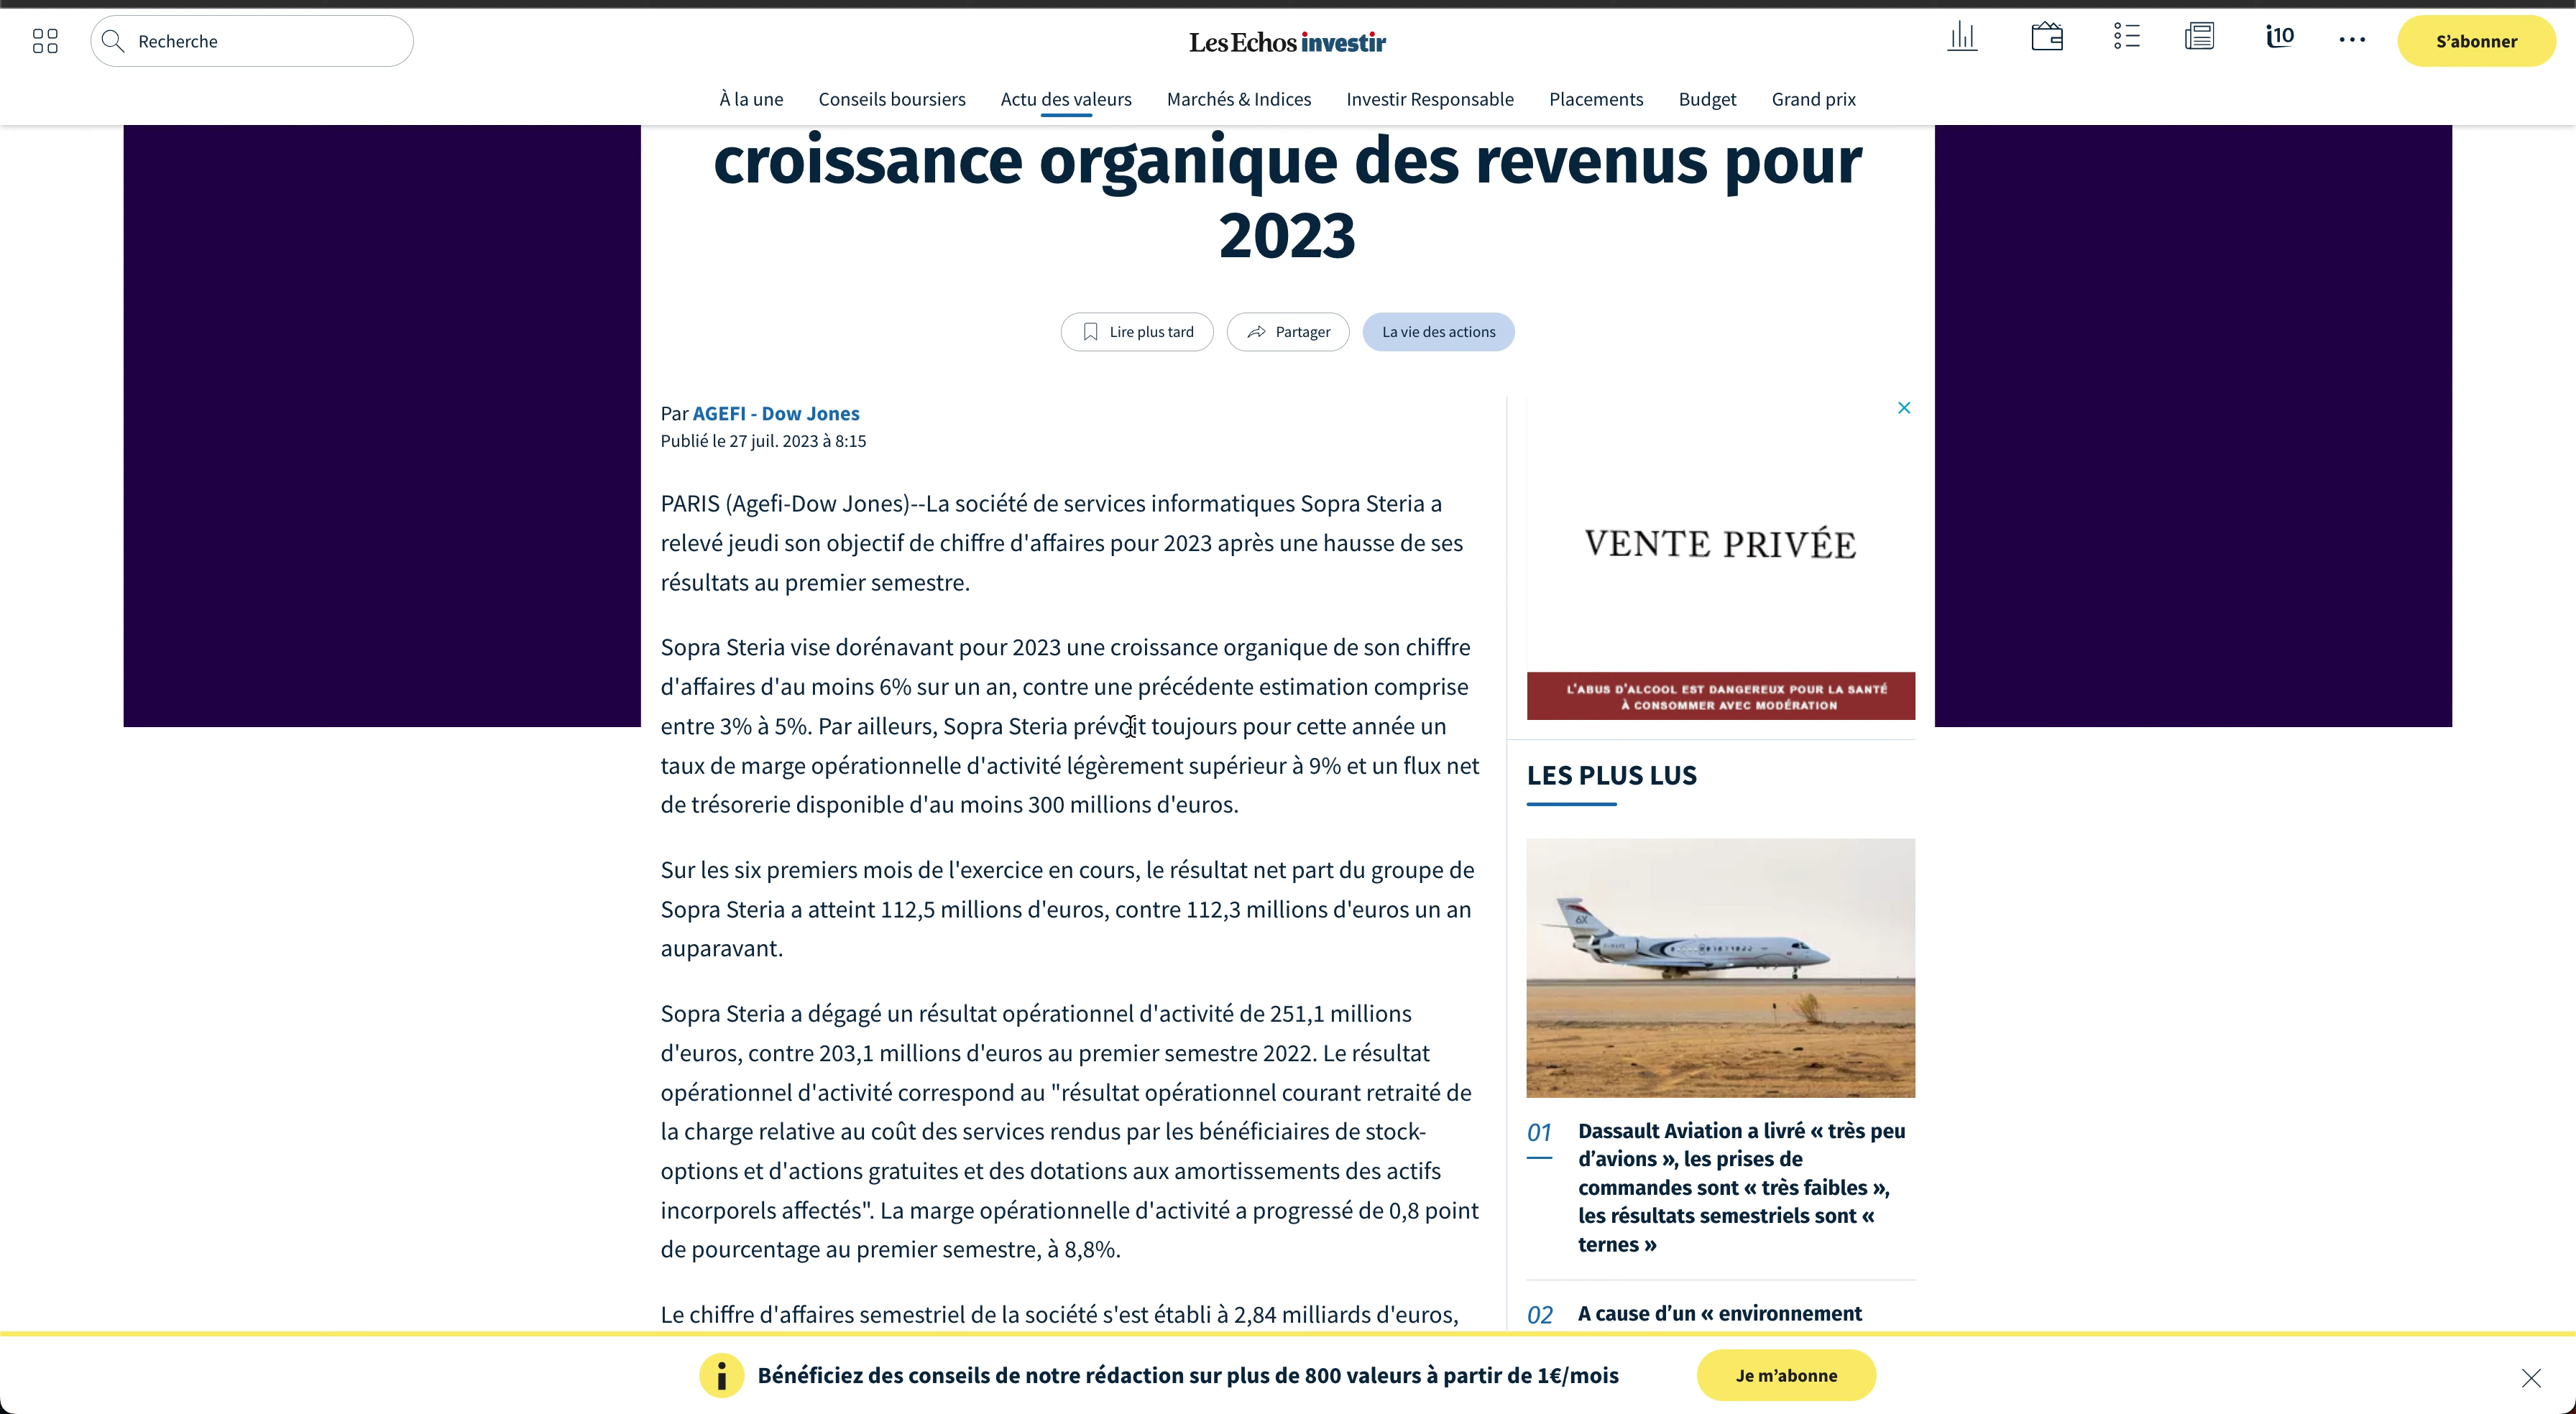 Recherche
Les Echos investir
i10
S’abonner
À la une
Conseils boursiers
Actu des valeurs
Marchés & Indices
Investir Responsable
Placements
Budget
Grand prix
croissance organique des revenus pour
2023
Lire plus tard
Partager
La vie des actions
Par AGEFI - Dow Jones
Publié le 27 juil. 2023 à 8:15
PARIS (Agefi-Dow Jones)--La société de services informatiques Sopra Steria a
relevé jeudi son objectif de chiffre d'affaires pour 2023 après une hausse de ses
résultats au premier semestre.
Sopra Steria vise dorénavant pour 2023 une croissance organique de son chiffre
d'affaires d'au moins 6% sur un an, contre une précédente estimation comprise
entre 3% à 5%. Par ailleurs, Sopra Steria prévoit toujours pour cette année un
taux de marge opérationnelle d'activité légèrement supérieur à 9% et un flux net
de trésorerie disponible d'au moins 300 millions d'euros.
Sur les six premiers mois de l'exercice en cours, le résultat net part du groupe de
Sopra Steria a atteint 112,5 millions d'euros, contre 112,3 millions d'euros un an
auparavant.
Sopra Steria a dégagé un résultat opérationnel d'activité de 251,1 millions
d'euros, contre 203,1 millions d'euros au premier semestre 2022. Le résultat
opérationnel d'activité correspond au "résultat opérationnel courant retraité de
la charge relative au coût des services rendus par les bénéficiaires de stock-
options et d'actions gratuites et des dotations aux amortissements des actifs
incorporels affectés". La marge opérationnelle d'activité a progressé de 0,8 point
de pourcentage au premier semestre, à 8,8%.
Le chiffre d'affaires semestriel de la société s'est établi à 2,84 milliards d'euros,
VENTE PRIVÉE
L'ABUS D'ALCOOL EST DANGEREUX POUR LA SANTÉ
À CONSOMMER AVEC MODÉRATION
LES PLUS LUS
6X
01
Dassault Aviation a livré « très peu
d’avions », les prises de
commandes sont « très faibles »,
les résultats semestriels sont «
ternes »
02
A cause d’un « environnement
Bénéficiez des conseils de notre rédaction sur plus de 800 valeurs à partir de 1€/mois
Je m’abonne